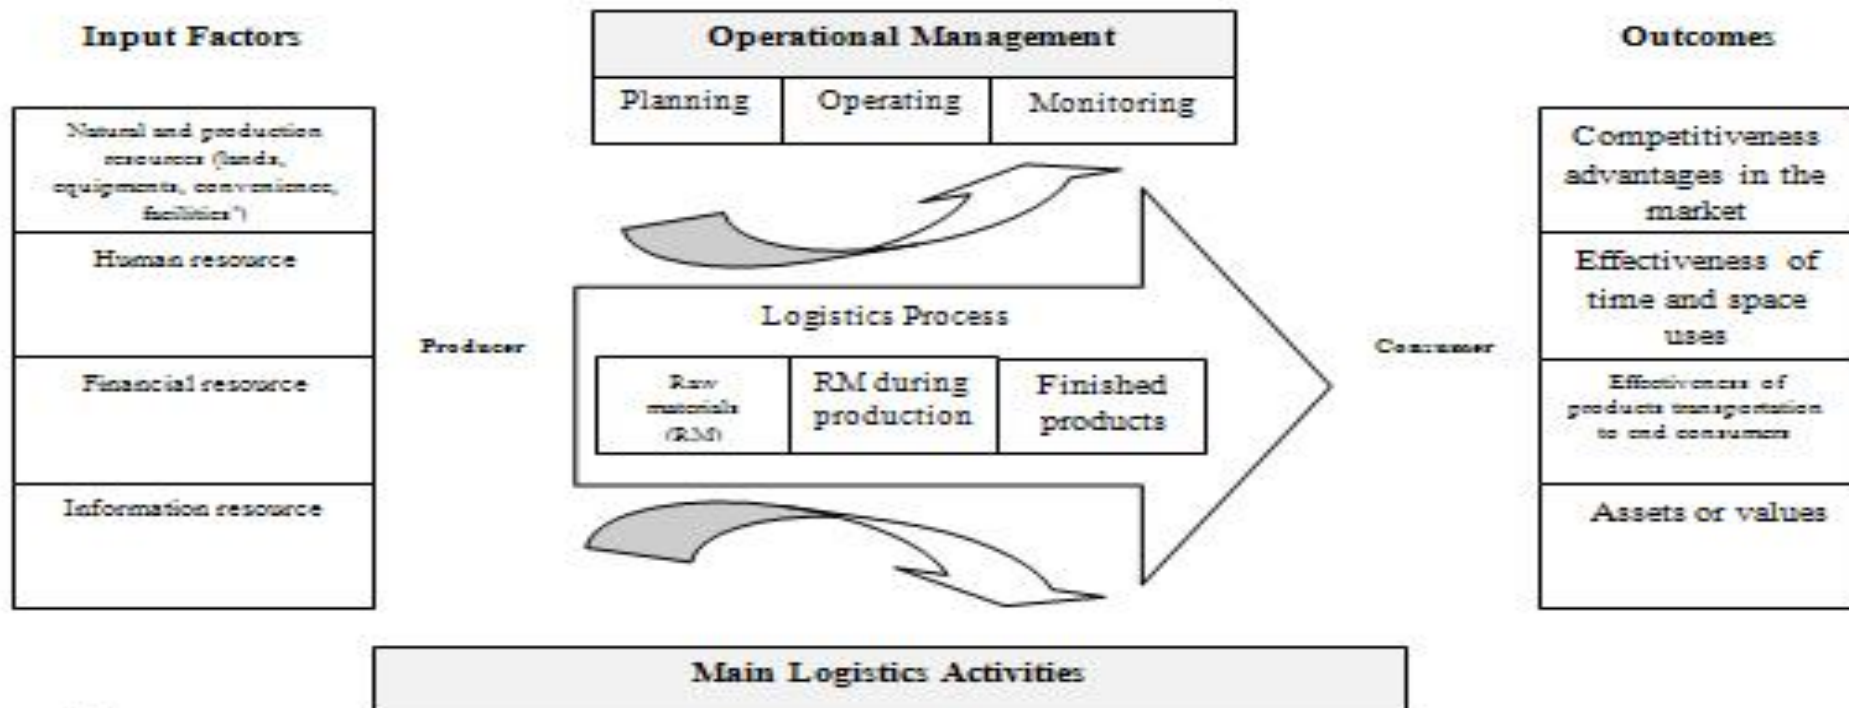 Input Factors
Natural and production
resources (lands,
equipments, convenience,
facilities")
Human resource
Financial resource
Information resource
Operational Management
Planning
Operating
Monitoring
Producer
Logistics Process
Raw
materials
(RM)
RM during
production
Finished
products
Consumer
Outcomes
Competitiveness
advantages in the
market
Effectiveness of
time and space
uses
Effectiveness of
products transportation
to end consumers
Assets or values
Main Logistics Activities